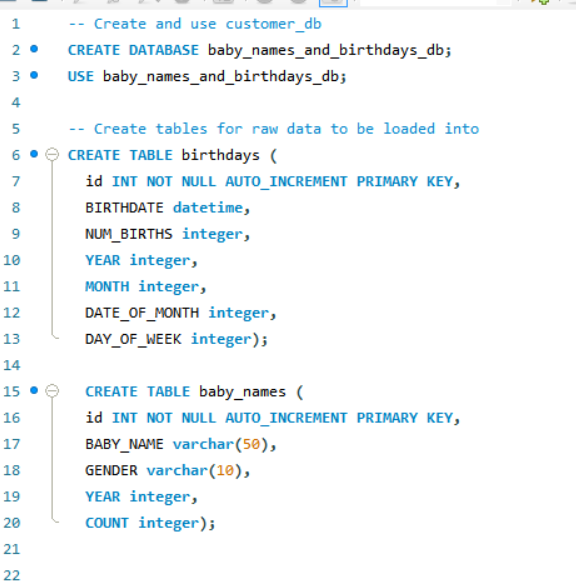 1 -- Create and use customer_db
2 CREATE DATABASE baby_names_and_birthdays_db;
3 USE baby_names_and_birthdays_db;
4
5 -- Create tables for raw data to be loaded into
6 CREATE TABLE birthdays (
7 id INT NOT NULL AUTO_INCREMENT PRIMARY KEY,
8 BIRTHDATE datetime,
9 NUM_BIRTHS integer,
10 YEAR integer,
11 MONTH integer,
12 DATE_OF_MONTH integer,
13 DAY_OF_WEEK integer);
14
15 CREATE TABLE baby_names (
16 id INT NOT NULL AUTO_INCREMENT PRIMARY KEY,
17 BABY_NAME varchar(50),
18 GENDER varchar(10),
19 YEAR integer,
20 COUNT integer);
21
22